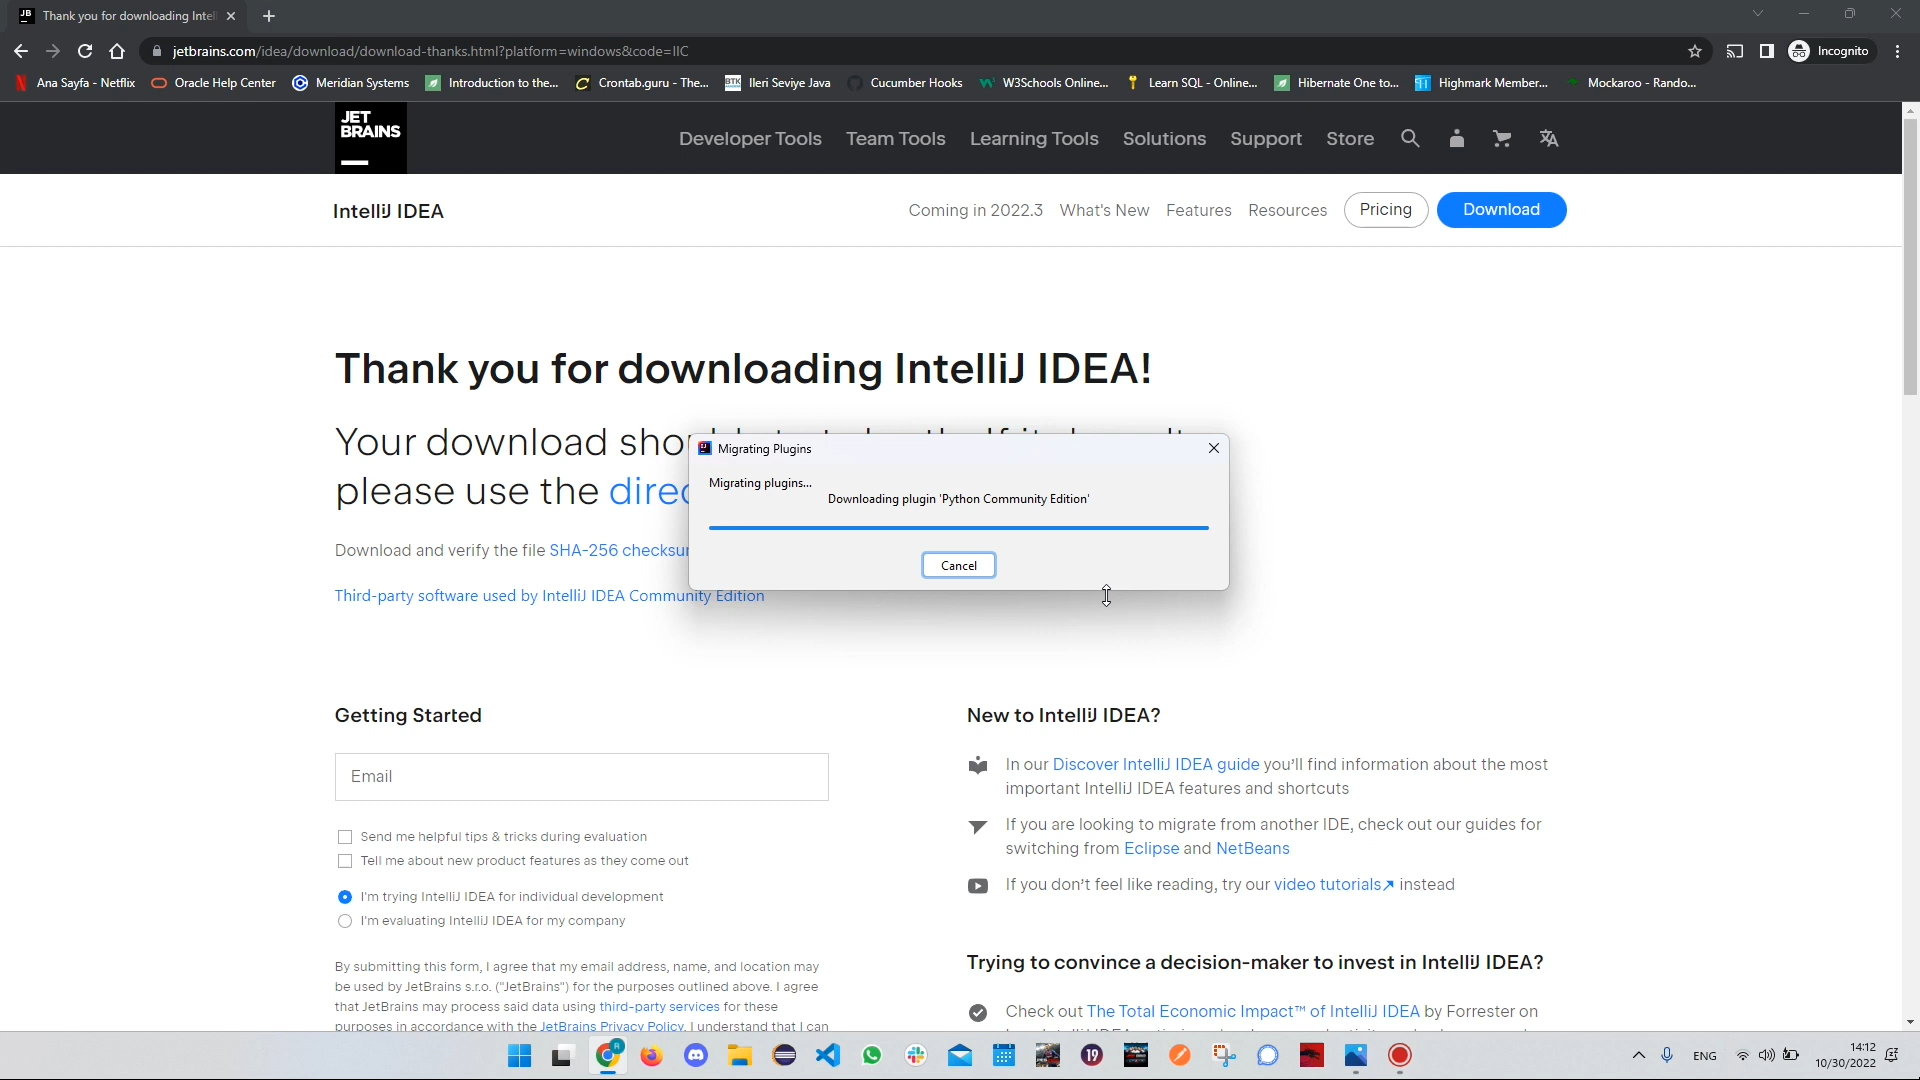 Thank you for downloading Intel
jetbrains.com/idea/download/download-thanks.html?platform=windows&code=IIC
Incognito
Ana Sayfa - Netflix
Oracle Help Center
Meridian Systems
Introduction to the...
Crontab.guru - The...
BTK
Ileri Seviye Java
Cucumber Hooks
W3Schools Online...
Learn SQL - Online...
Hibernate One to...
Highmark Member...
Mockaroo - Rando...
JET
BRAINS
Developer Tools
Team Tools
Learning Tools
Solutions
Support
Store
IntelliJ IDEA
Coming in 2022.3
What's New
Features
Resources
Pricing
Download
Thank you for downloading IntelliJ IDEA!
Your download
please use the
Migrating Plugins
Migrating plugins...
Downloading plugin 'Python Community Edition'
Cancel
Download and verify the file SHA-256
Third-party software used by IntelliJ IDEA Community Edition
Getting Started
Email
Send me helpful tips & tricks during evaluation
Tell me about new product features as they come out
I'm trying IntelliJ IDEA for individual development
I'm evaluating IntelliJ IDEA for my company
By submitting this form, I agree that my email address, name, and location may
be used by JetBrains s.r.o. ("JetBrains") for the purposes outlined above. I agree
that JetBrains may process said data using third-party services for these
purposes in accordance with the JetBrains Privacy Policy. I understand that I can
New to IntelliJ IDEA?
In our Discover IntelliJ IDEA guide you'll find information about the most
important IntelliJ IDEA features and shortcuts
If you are looking to migrate from another IDE, check out our guides for
switching from Eclipse and NetBeans
If you don't feel like reading, try our video tutorials↗ instead
Trying to convince a decision-maker to invest in IntelliJ IDEA?
Check out The Total Economic Impact™ of IntelliJ IDEA by Forrester on
19
ENG
14:12
10/30/2022